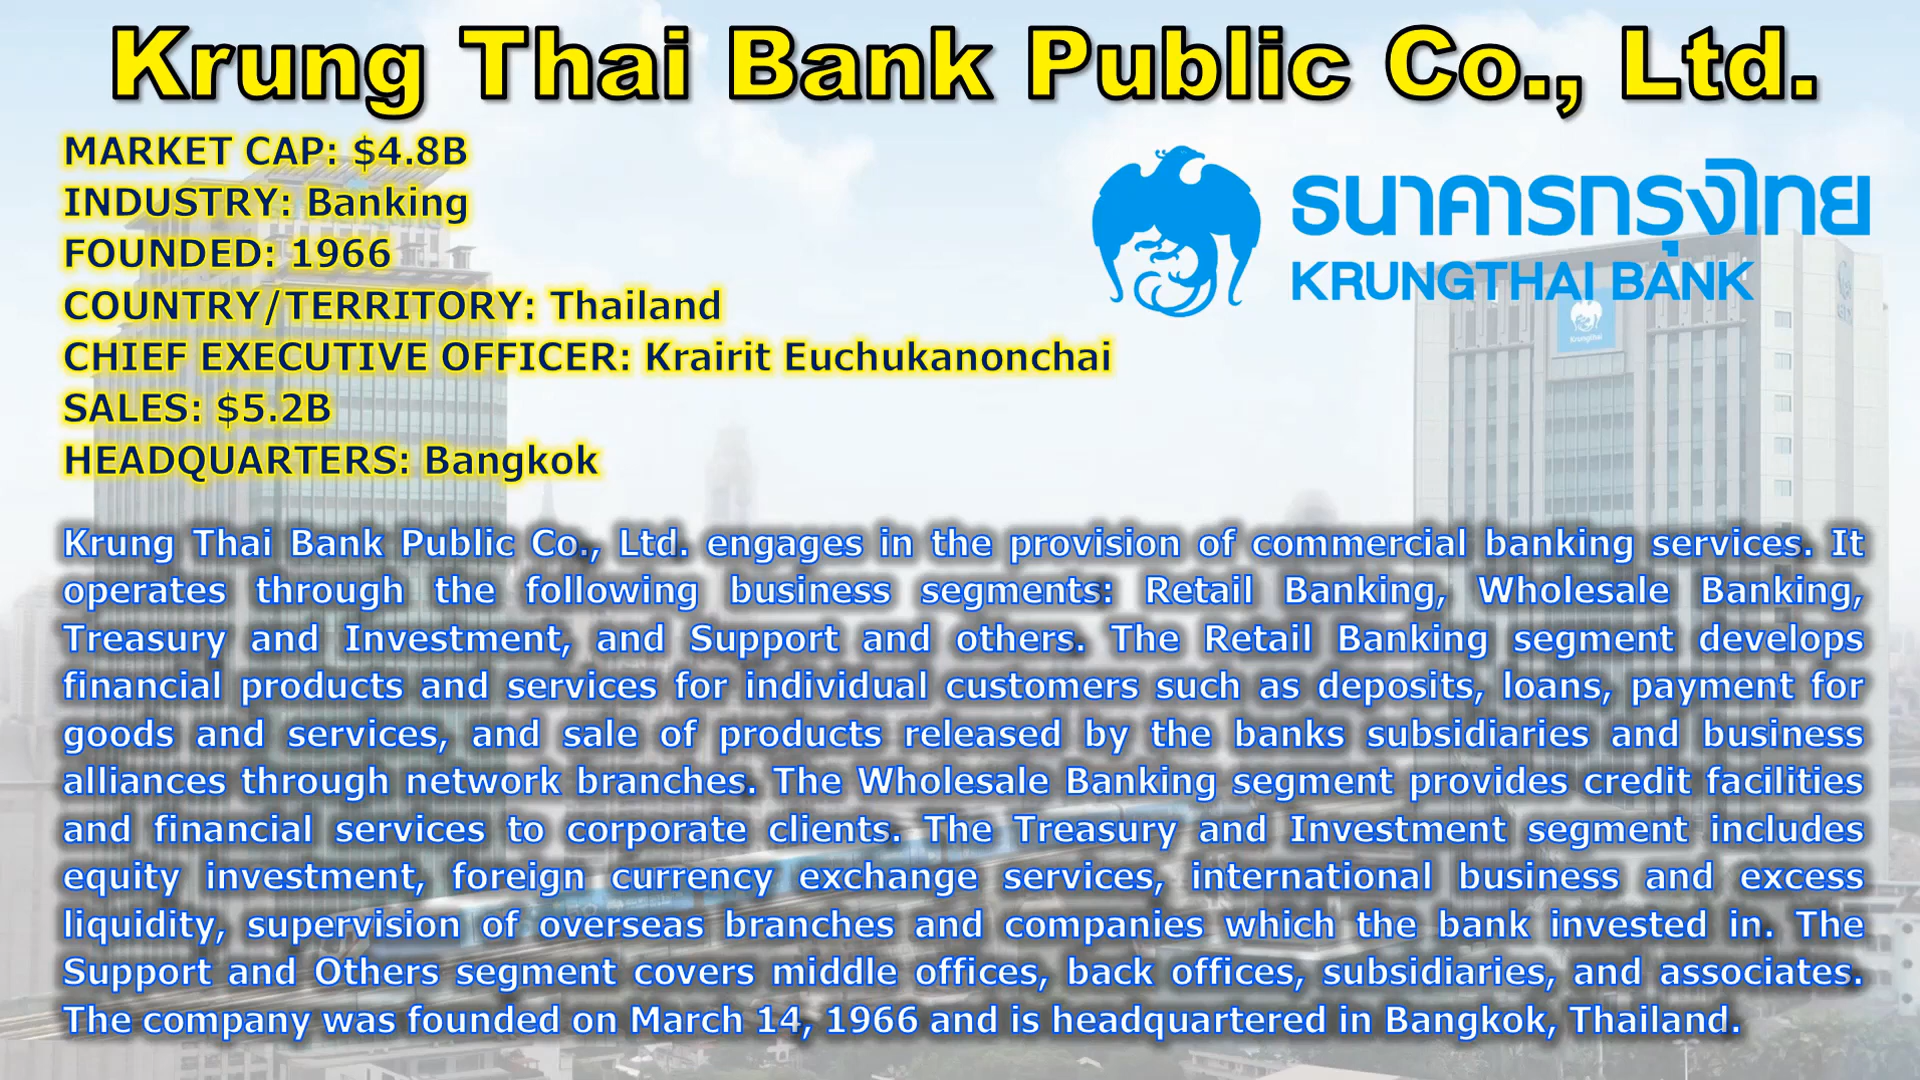 Krung Thai Bank Public Co., Ltd.
MARKET CAP: $4.8B
INDUSTRY: Banking
FOUNDED: 1966
COUNTRY/TERRITORY: Thailand
CHIEF EXECUTIVE OFFICER: Krairit Euchukanonchai
SALES: $5.2B
HEADQUARTERS: Bangkok
ธนาคารกรุงไทย
KRUNGTHAI BANK
Krungthai
Krung Thai Bank Public Co., Ltd. engages in the provision of commercial banking services. It
operates through the following business segments: Retail Banking, Wholesale Banking,
Treasury and Investment, and Support and others. The Retail Banking segment develops
financial products and services for individual customers such as deposits, loans, payment for
goods and services, and sale of products released by the banks subsidiaries and business
alliances through network branches. The Wholesale Banking segment provides credit facilities
and financial services to corporate clients. The Treasury and Investment segment includes
equity investment, foreign currency exchange services, international business and excess
liquidity, supervision of overseas branches and companies which the bank invested in. The
Support and Others segment covers middle offices, back offices, subsidiaries, and associates.
The company was founded on March 14, 1966 and is headquartered in Bangkok, Thailand.